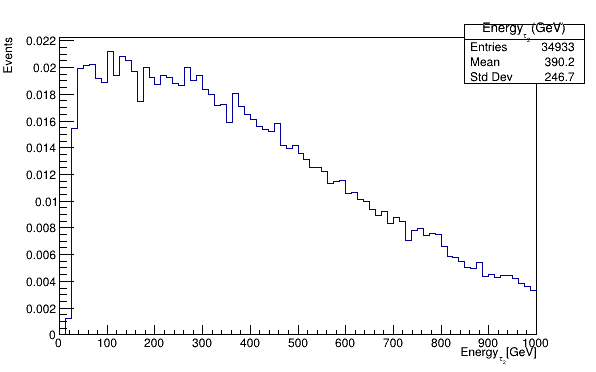 Energy_τ₂ (GeV)
Entries 34933
Mean 390.2
Std Dev 246.7
Events
0.022
0.02
0.018
0.016
0.014
0.012
0.01
0.008
0.006
0.004
0.002
0
0 100 200 300 400 500 600 700 800 900 1000
Energy_τ₂ [GeV]